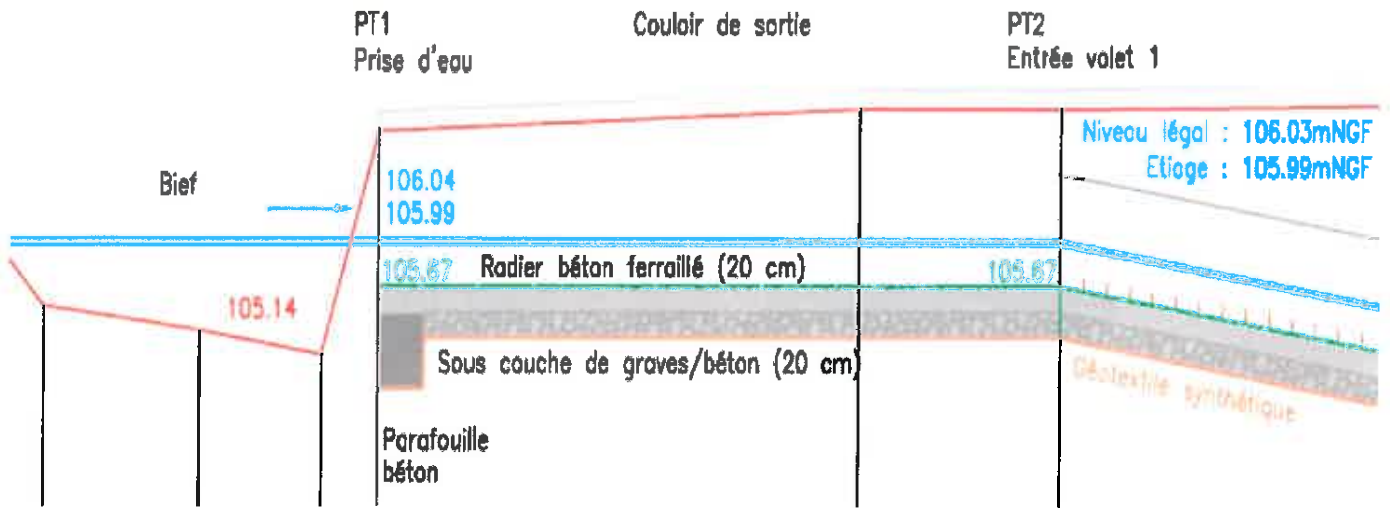 PT1
Prise d'eau
Couloir de sortie
PT2
Entrée volet 1
Niveau légal : 106.03mNGF
Etiage : 105.99mNGF
Bief
106.04
105.99
105.67
Radier béton ferraillé (20 cm)
105.67
105.14
Sous couche de graves/béton (20 cm)
Géotextile synthétique
Parafouille
béton